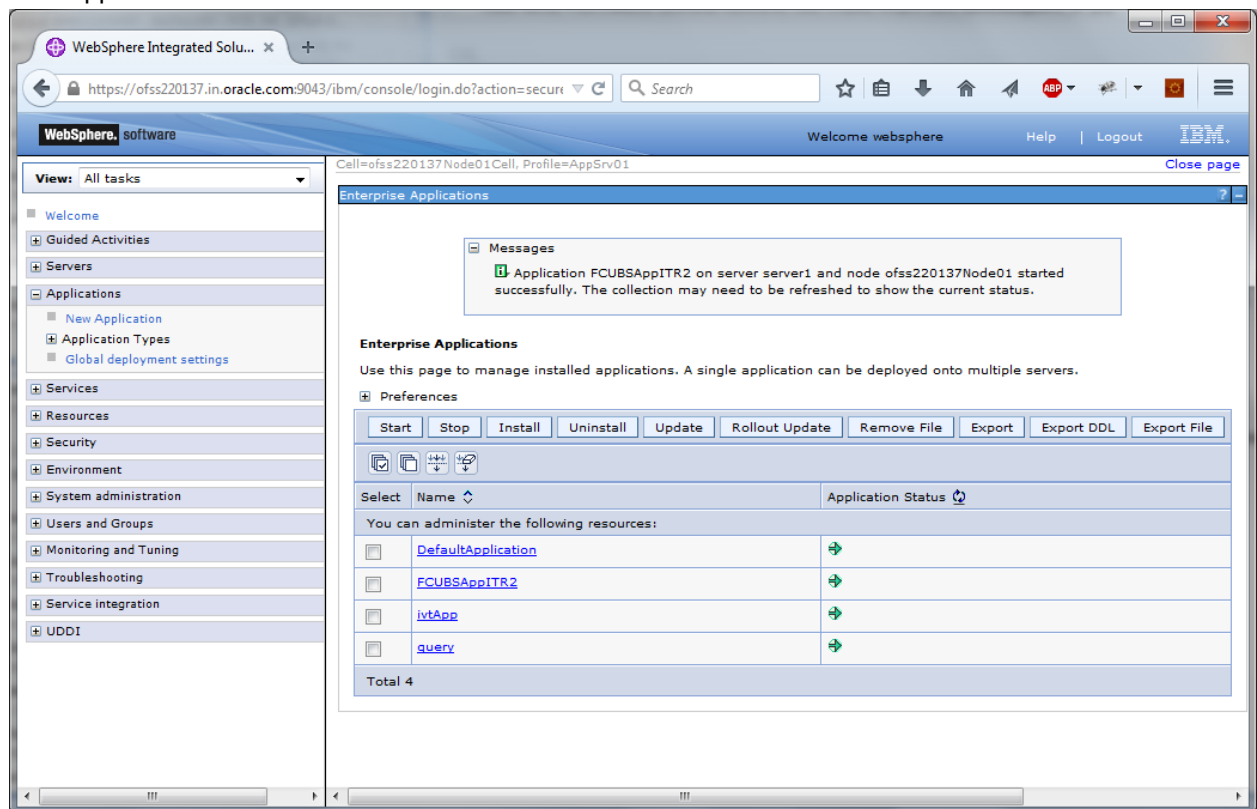 WebSphere Integrated Solu...
https://ofss220137.in.oracle.com:9043/ibm/console/login.do?action=secure
Search
ABP
WebSphere. software
Welcome websphere
Help | Logout
IBM.
View: All tasks
Welcome
Guided Activities
Servers
Applications
New Application
Application Types
Global deployment settings
Services
Resources
Security
Environment
System administration
Users and Groups
Monitoring and Tuning
Troubleshooting
Service integration
UDDI
Cell=ofss220137Node01Cell, Profile=AppSrv01
Close page
Enterprise Applications
? -
Messages
Application FCUBSAppITR2 on server server1 and node ofss220137Node01 started
successfully. The collection may need to be refreshed to show the current status.
Enterprise Applications
Use this page to manage installed applications. A single application can be deployed onto multiple servers.
Preferences
Start Stop Install Uninstall Update Rollout Update Remove File Export Export DDL Export File
Select Name Application Status
You can administer the following resources:
DefaultApplication
FCUBSAppITR2
ivtApp
query
Total 4